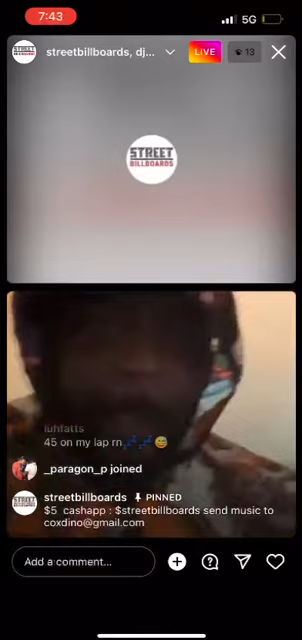 7:43
5G
streetbillboards, dj...
LIVE
13
STREET
BILLBOARDS
luhfatts
45 on my lap rn💤💤😅
_paragon_p joined
streetbillboards PINNED
$5 cashapp : $streetbillboards send music to
coxdino@gmail.com
Add a comment...